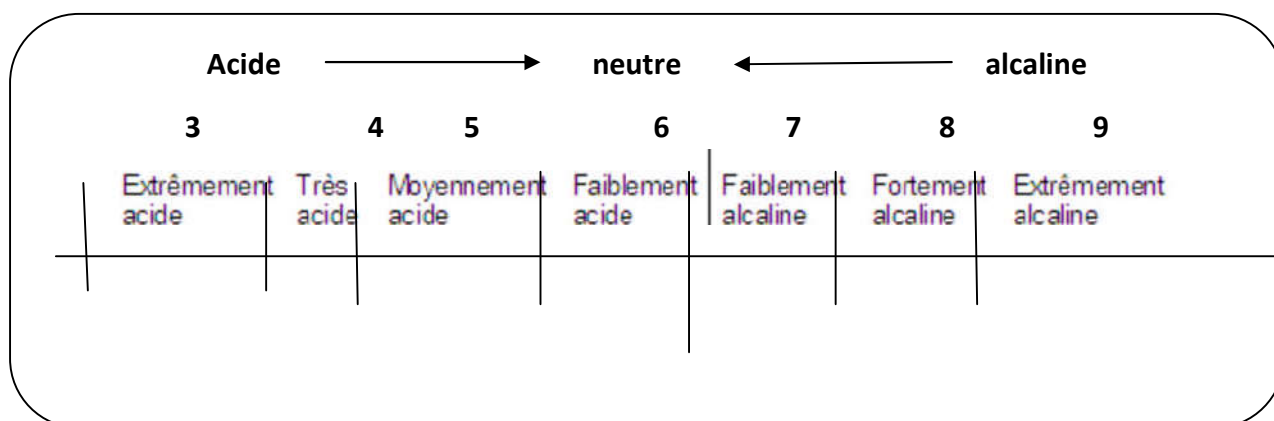 Acide neutre alcaline
3 4 5 6 7 8 9
Extrêmement Très Moyennement Faiblement Faiblement Fortement Extrêmement
acide acide acide acide alcaline alcaline alcaline